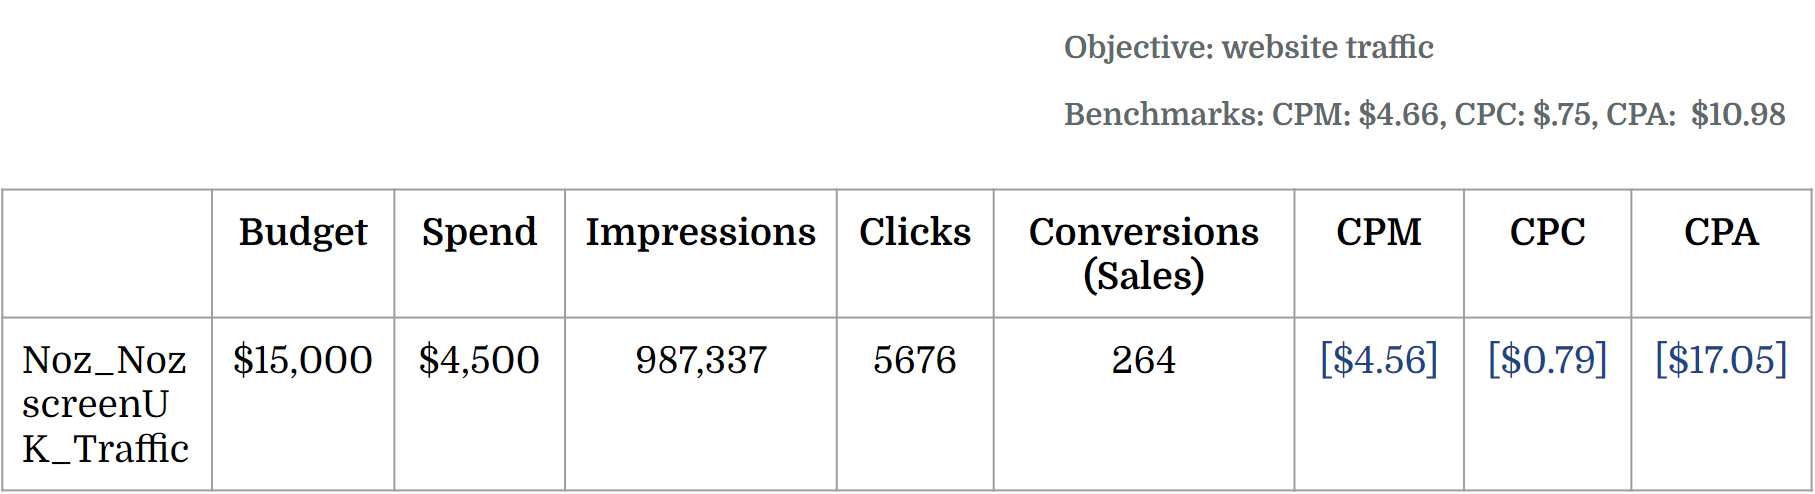 Objective: website traffic
Benchmarks: CPM: $4.66, CPC: $.75, CPA: $10.98
Budget Spend Impressions Clicks Conversions (Sales) CPM CPC CPA
Noz_Noz $15,000 $4,500 987,337 5676 264 [$4.56] [$0.79] [$17.05]
screenU
K_Traffic